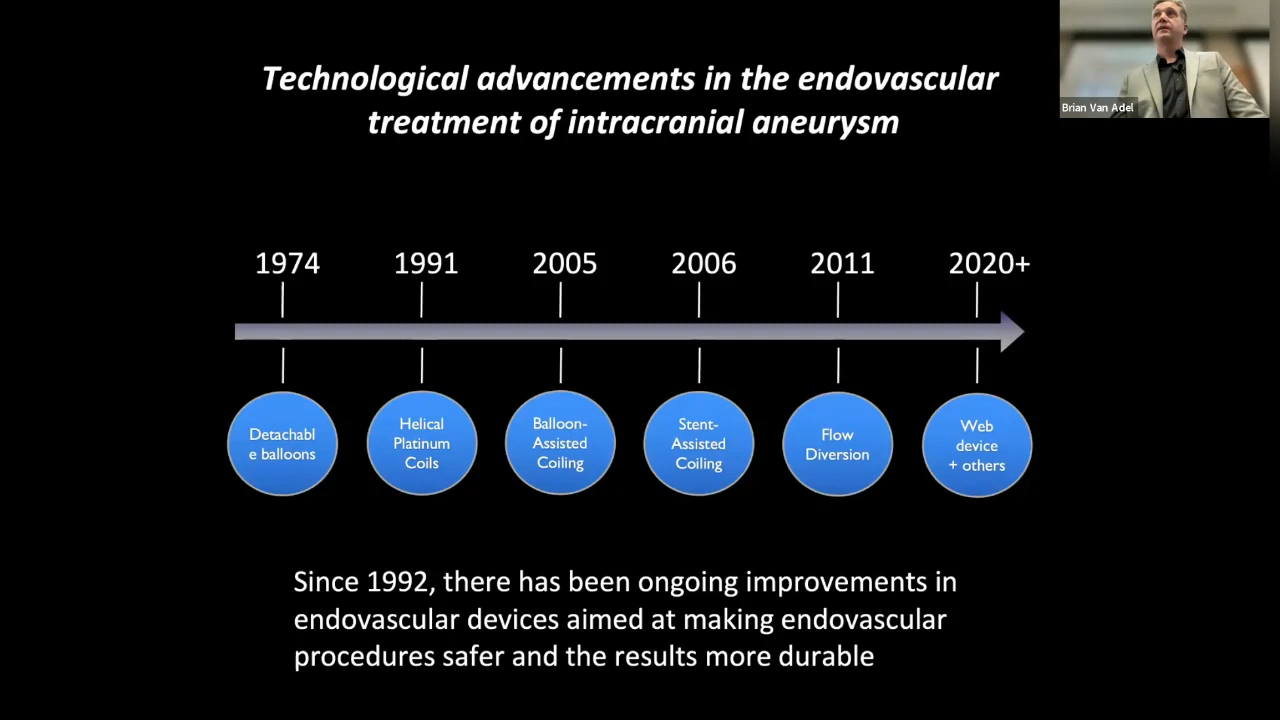 Technological advancements in the endovascular
treatment of intracranial aneurysm
Brian Van Adel
1974
1991
2005
2006
2011
2020+
Detachabl
e balloons
Helical
Platinum
Coils
Balloon-
Assisted
Coiling
Stent-
Assisted
Coiling
Flow
Diversion
Web
device
+ others
Since 1992, there has been ongoing improvements in
endovascular devices aimed at making endovascular
procedures safer and the results more durable